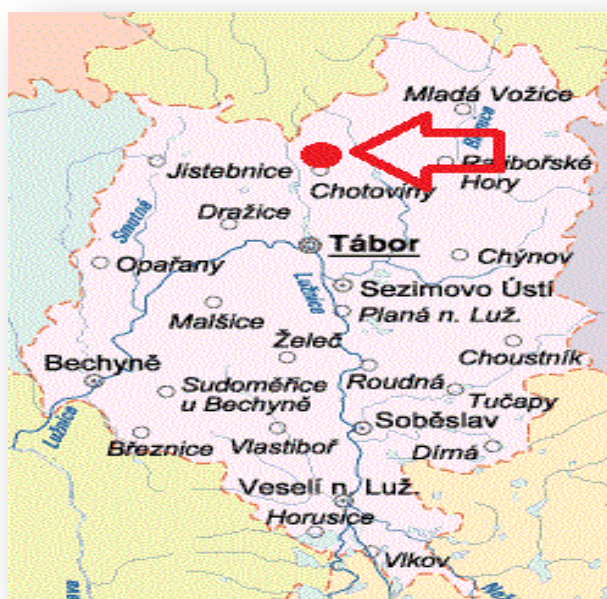 Mladá Vožice
Blanice
Jistebnice
Ratibořské
Hory
Chotoviny
Smutná
Dražice
Tábor
Chýnov
Opařany
Lužnice
Sezimovo Ústí
Malšice
Planá n. Luž.
Želeč
Choustník
Bechyně
Roudná
Sudoměřice
u Bechyně
Tučapy
Lužnice
Soběslav
Březnice
Vlastiboř
Dírná
Veselí n. Luž.
Horusice
Vlkov